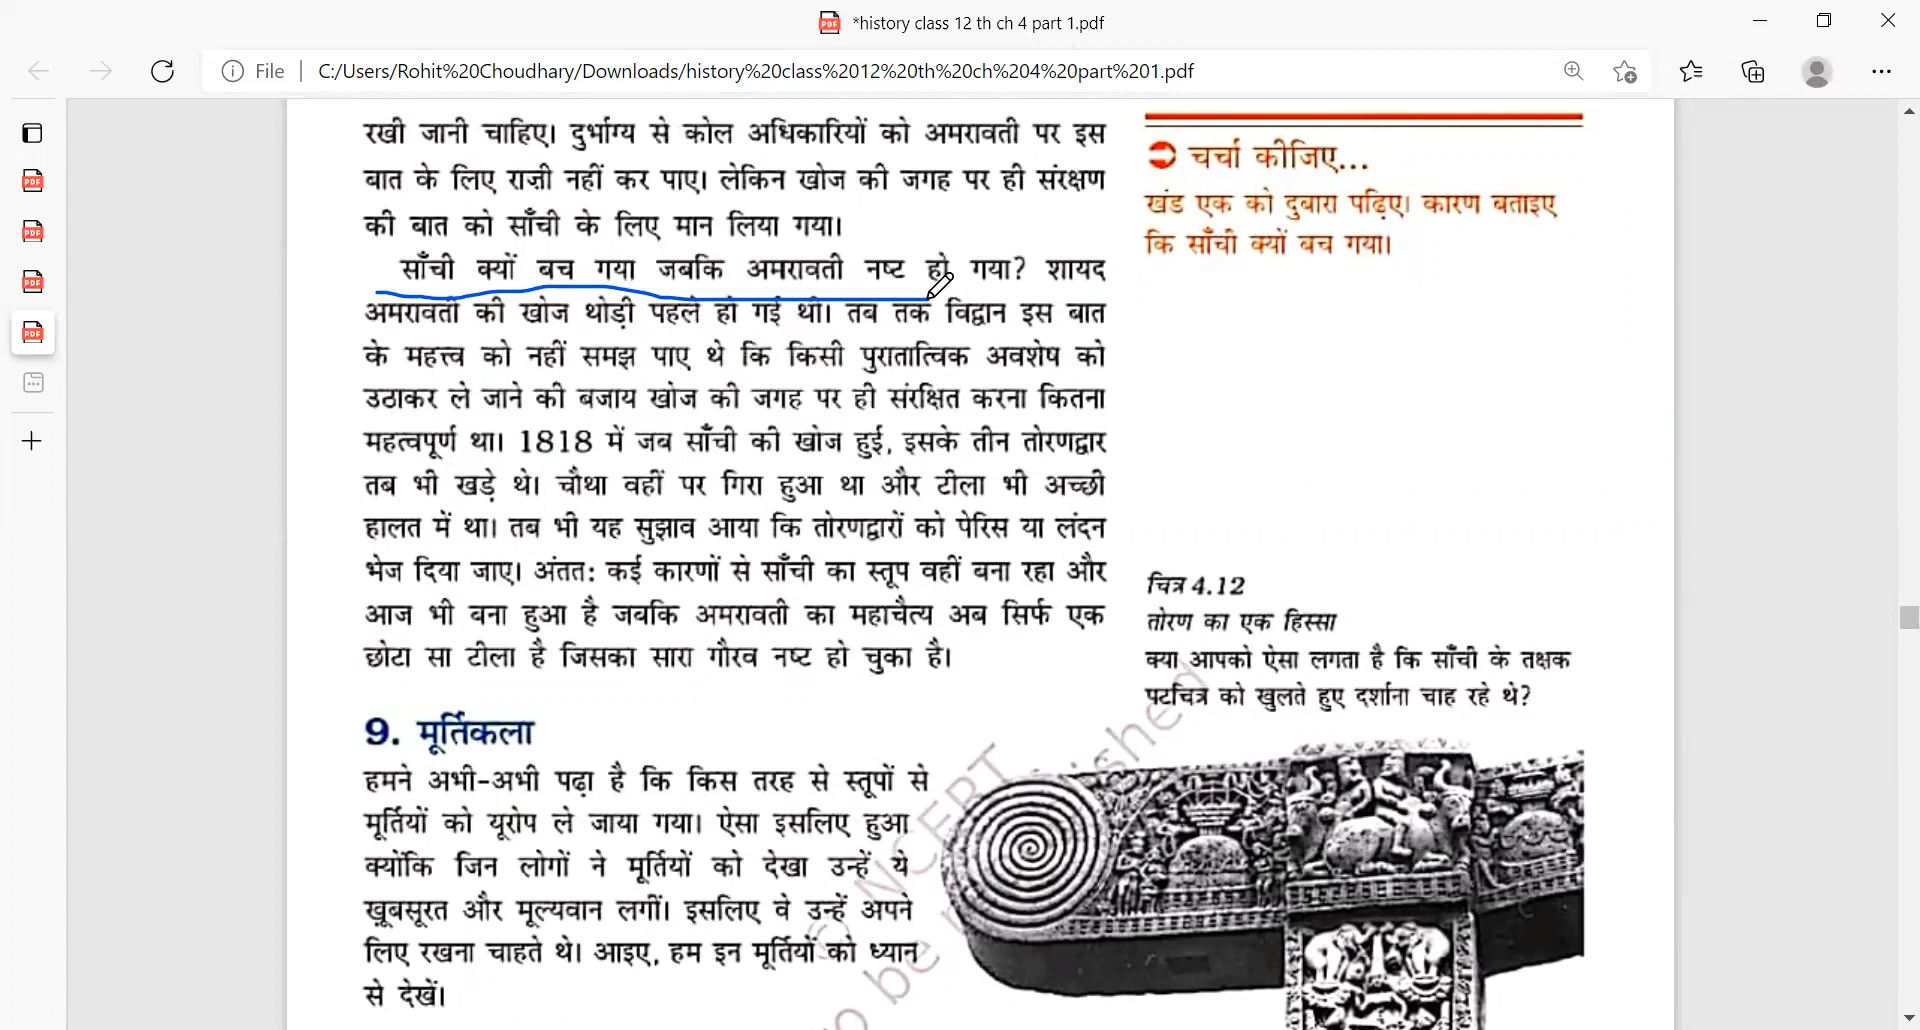 *history class 12 th ch 4 part 1.pdf
File
C:/Users/Rohit%20Choudhary/Downloads/history%20class%2012%20th%20ch%204%20part%201.pdf
रखी जानी चाहिए। दुर्भाग्य से कोल अधिकारियों को अमरावती पर इस
बात के लिए राज़ी नहीं कर पाए। लेकिन खोज की जगह पर ही संरक्षण
की बात को साँची के लिए मान लिया गया।
साँची क्यों बच गया जबकि अमरावती नष्ट हो गया? शायद
अमरावती की खोज थोड़ी पहले हो गई थी। तब तक विद्वान इस बात
के महत्त्व को नहीं समझ पाए थे कि किसी पुरातात्विक अवशेष को
उठाकर ले जाने की बजाय खोज की जगह पर ही संरक्षित करना कितना
महत्वपूर्ण था। 1818 में जब साँची की खोज हुई, इसके तीन तोरणद्वार
तब भी खड़े थे। चौथा वहीं पर गिरा हुआ था और टीला भी अच्छी
हालत में था। तब भी यह सुझाव आया कि तोरणद्वारों को पेरिस या लंदन
भेज दिया जाए। अंतत: कई कारणों से साँची का स्तूप वहीं बना रहा और
आज भी बना हुआ है जबकि अमरावती का महाचैत्य अब सिर्फ एक
छोटा सा टीला है जिसका सारा गौरव नष्ट हो चुका है।
9. मूर्तिकला
हमने अभी-अभी पढ़ा है कि किस तरह से स्तूपों से
मूर्तियों को यूरोप ले जाया गया। ऐसा इसलिए हुआ
क्योंकि जिन लोगों ने मूर्तियों को देखा उन्हें ये
खूबसूरत और मूल्यवान लगीं। इसलिए वे उन्हें अपने
लिए रखना चाहते थे। आइए, हम इन मूर्तियों को ध्यान
से देखें।
चर्चा कीजिए...
खंड एक को दुबारा पढ़िए। कारण बताइए
कि साँची क्यों बच गया।
चित्र 4.12
तोरण का एक हिस्सा
क्या आपको ऐसा लगता है कि साँची के तक्षक
पटचित्र को खुलते हुए दर्शाना चाह रहे थे?
© NCERT